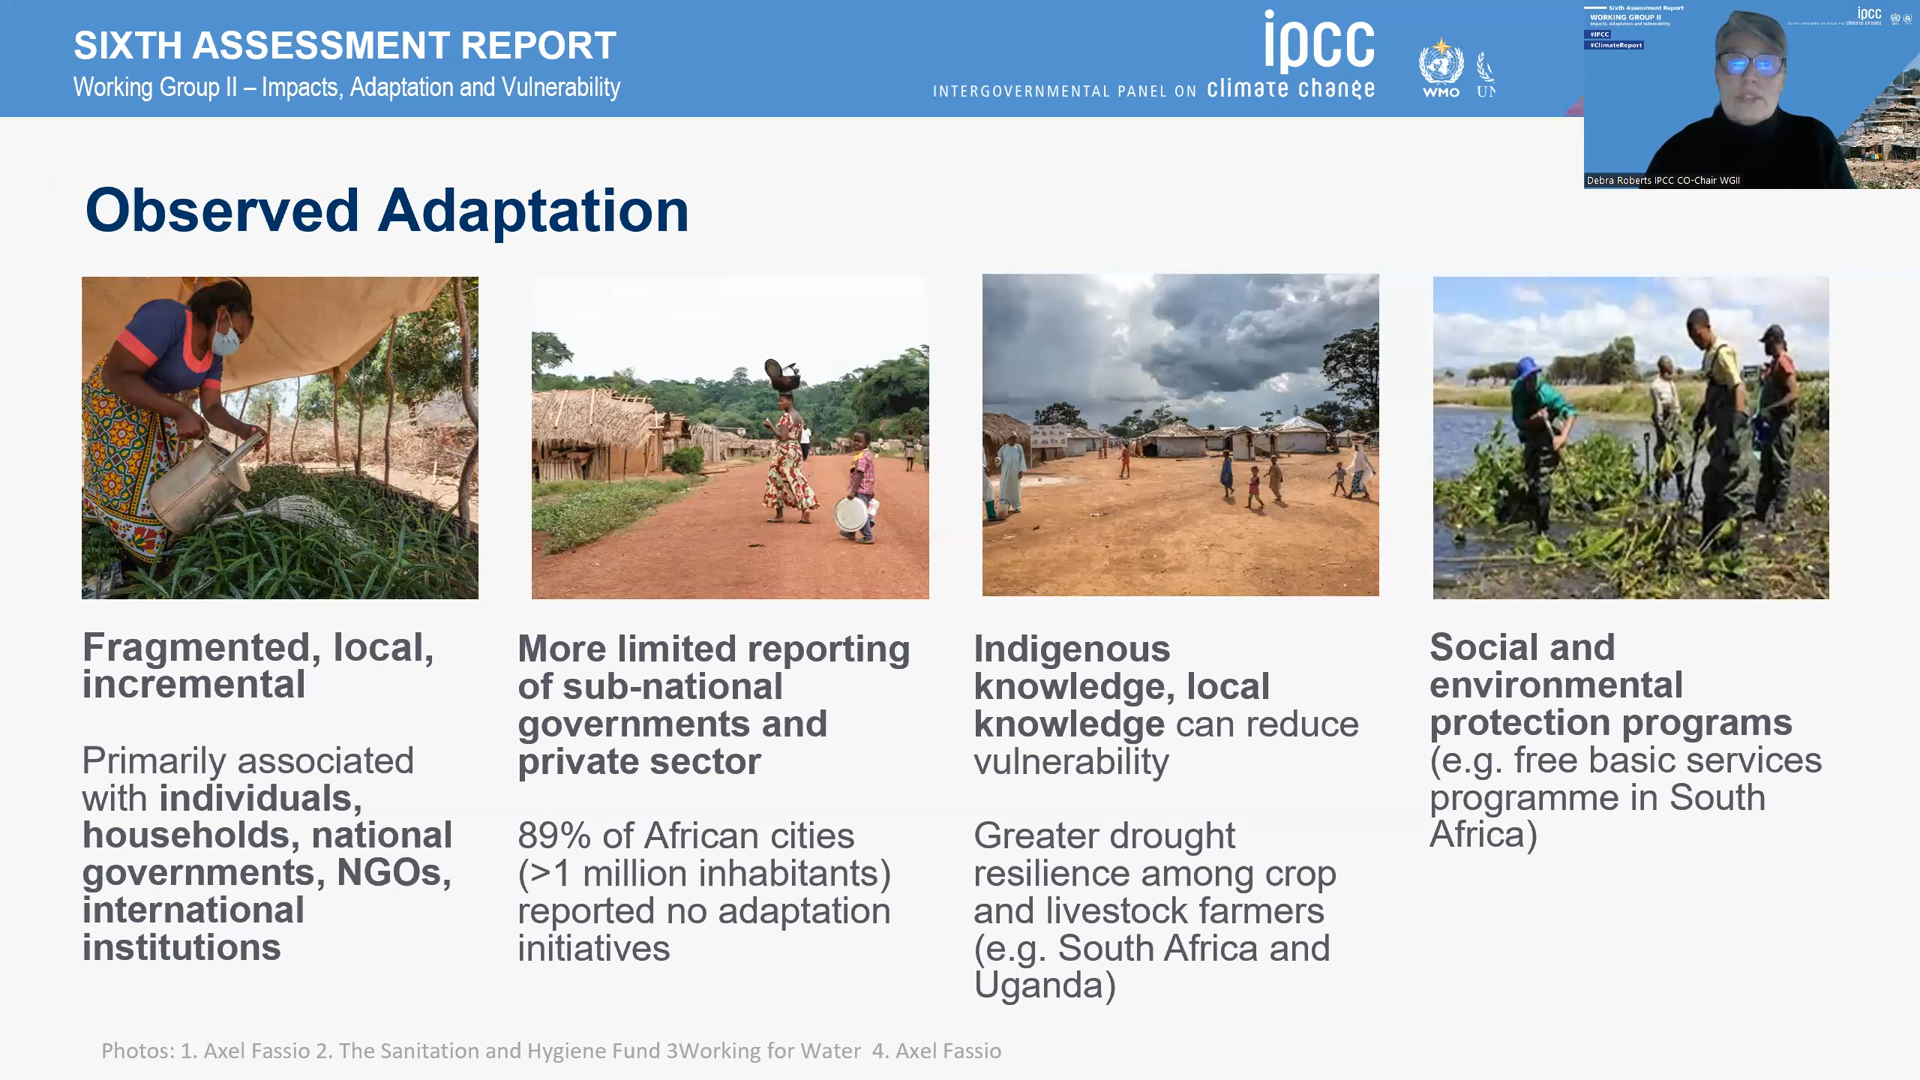 SIXTH ASSESSMENT REPORT
Working Group II – Impacts, Adaptation and Vulnerability
INTERGOVERNMENTAL PANEL ON climate change
ipcc
WMO
UN
Sixth Assessment Report
WORKING GROUP II
Impacts, Adaptation and Vulnerability
#IPCC
#ClimateReport
ipcc
Debra Roberts IPCC CO-Chair WGII
Observed Adaptation
Fragmented, local,
incremental
Primarily associated
with individuals,
households, national
governments, NGOs,
international
institutions
More limited reporting
of sub-national
governments and
private sector
89% of African cities
(>1 million inhabitants)
reported no adaptation
initiatives
Indigenous
knowledge, local
knowledge can reduce
vulnerability
Greater drought
resilience among crop
and livestock farmers
(e.g. South Africa and
Uganda)
Social and
environmental
protection programs
(e.g. free basic services
programme in South
Africa)
Photos: 1. Axel Fassio 2. The Sanitation and Hygiene Fund 3Working for Water 4. Axel Fassio